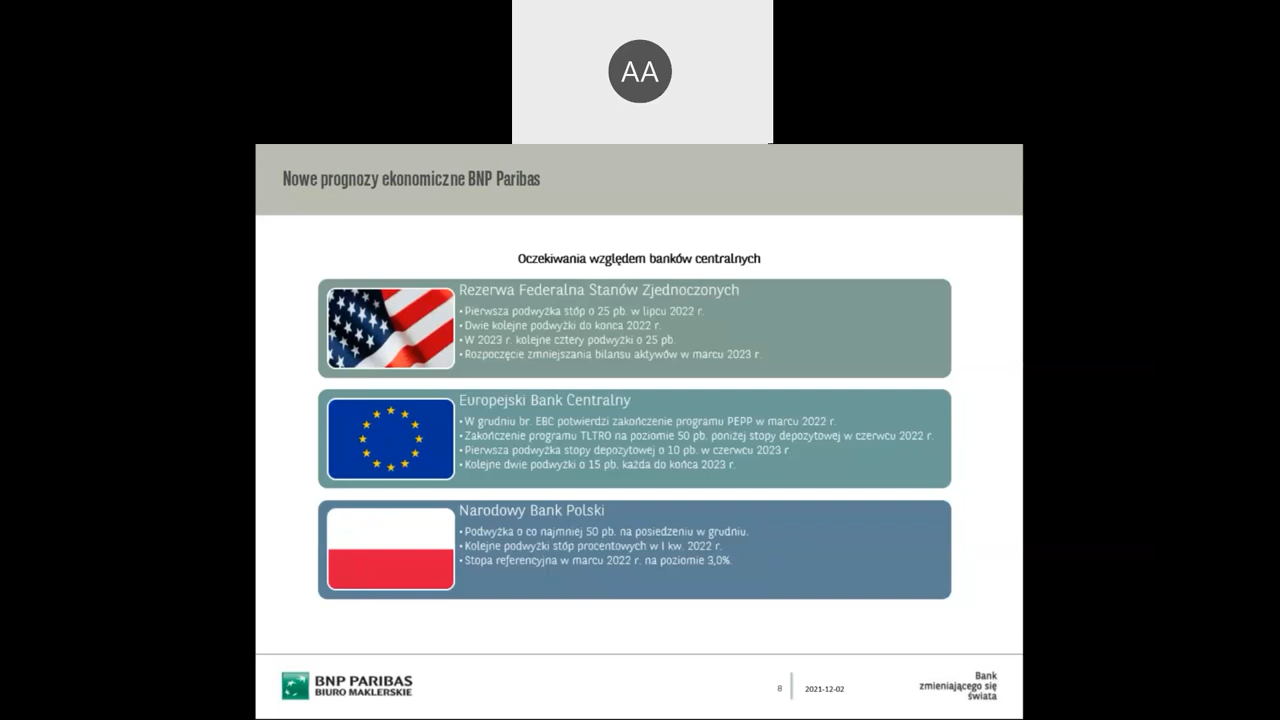 AA
Nowe prognozy ekonomiczne BNP Paribas
Oczekiwania względem banków centralnych
Rezerwa Federalna Stanów Zjednoczonych
• Pierwsza podwyżka stóp o 25 pb. w lipcu 2022 r.
• Dwie kolejne podwyżki do końca 2022 r.
• W 2023 r. kolejne cztery podwyżki o 25 pb.
• Rozpoczęcie zmniejszania bilansu aktywów w marcu 2023 r.
Europejski Bank Centralny
• W grudniu br. EBC potwierdzi zakończenie programu PEPP w marcu 2022 r.
• Zakończenie programu TLTRO na poziomie 50 pb. poniżej stopy depozytowej w czerwcu 2022 r.
• Pierwsza podwyżka stopy depozytowej o 10 pb. w czerwcu 2023 r
• Kolejne dwie podwyżki o 15 pb. każda do końca 2023 r.
Narodowy Bank Polski
• Podwyżka o co najmniej 50 pb. na posiedzeniu w grudniu.
• Kolejne podwyżki stóp procentowych w I kw. 2022 r.
• Stopa referencyjna w marcu 2022 r. na poziomie 3,0%.
BNP PARIBAS
BIURO MAKLERSKIE
8
2021-12-02
Bank
zmieniającego się
świata